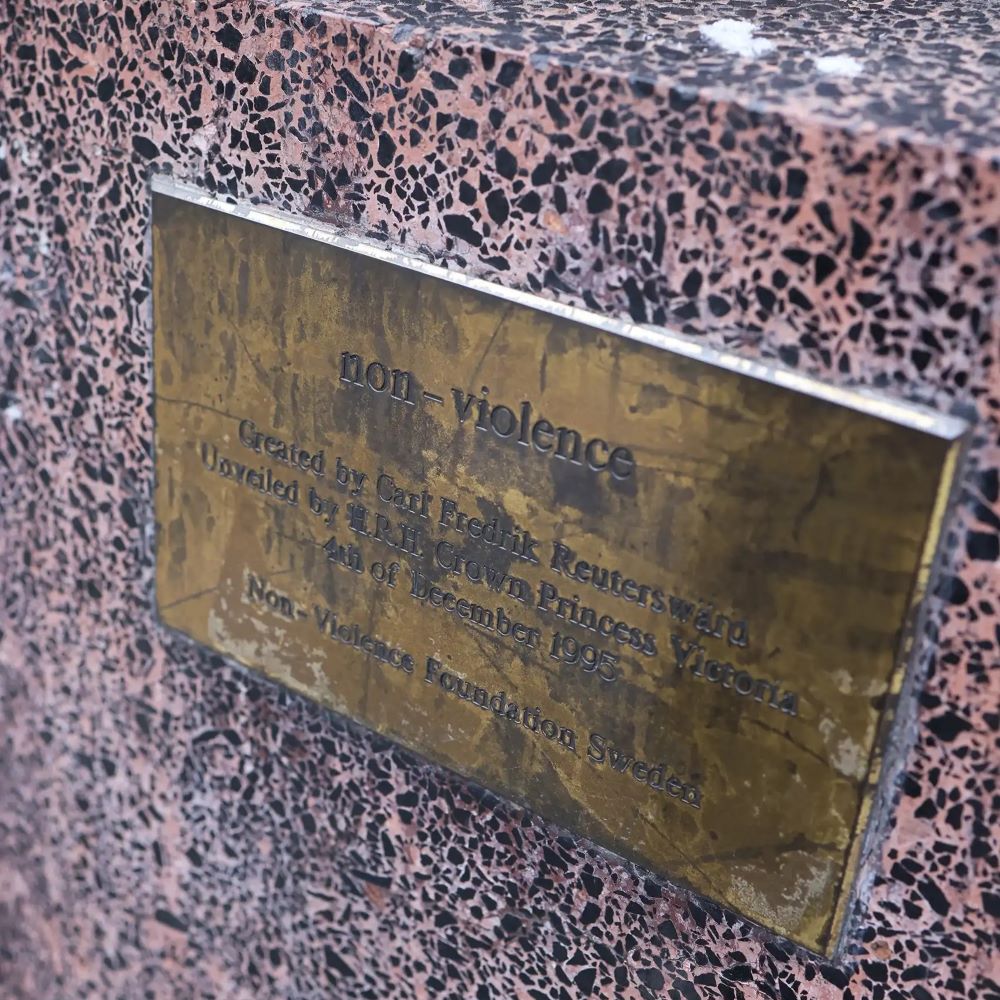 non-violence
Created by Carl Fredrik Reuterswärd
Unveiled by H.R.H. Crown Princess Victoria
4th of December 1995
Non-Violence Foundation Sweden